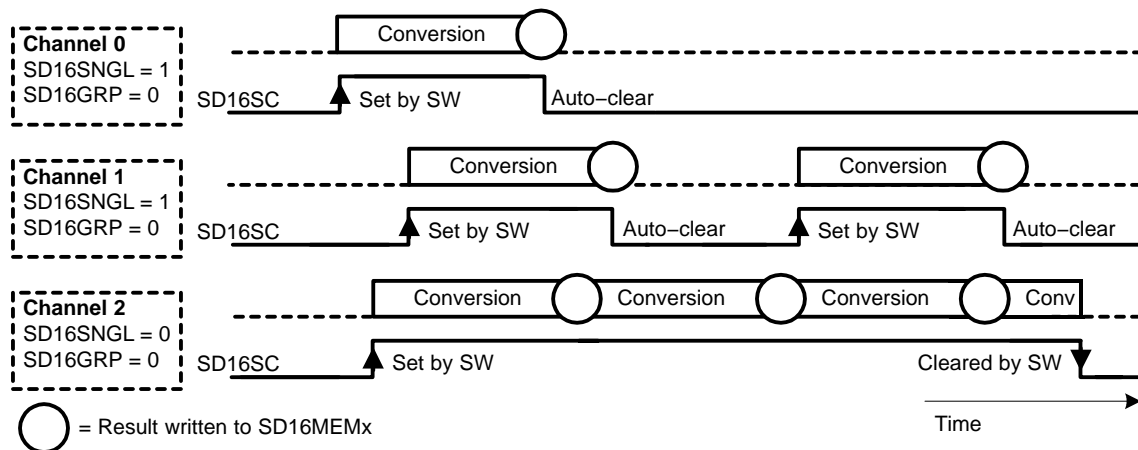 Channel 0
SD16SNGL = 1
SD16GRP = 0
Conversion
SD16SC
Set by SW
Auto−clear
Channel 1
SD16SNGL = 1
SD16GRP = 0
Conversion
Conversion
SD16SC
Set by SW
Auto−clear
Set by SW
Auto−clear
Channel 2
SD16SNGL = 0
SD16GRP = 0
Conversion
Conversion
Conversion
Conv
SD16SC
Set by SW
Cleared by SW
= Result written to SD16MEMx
Time